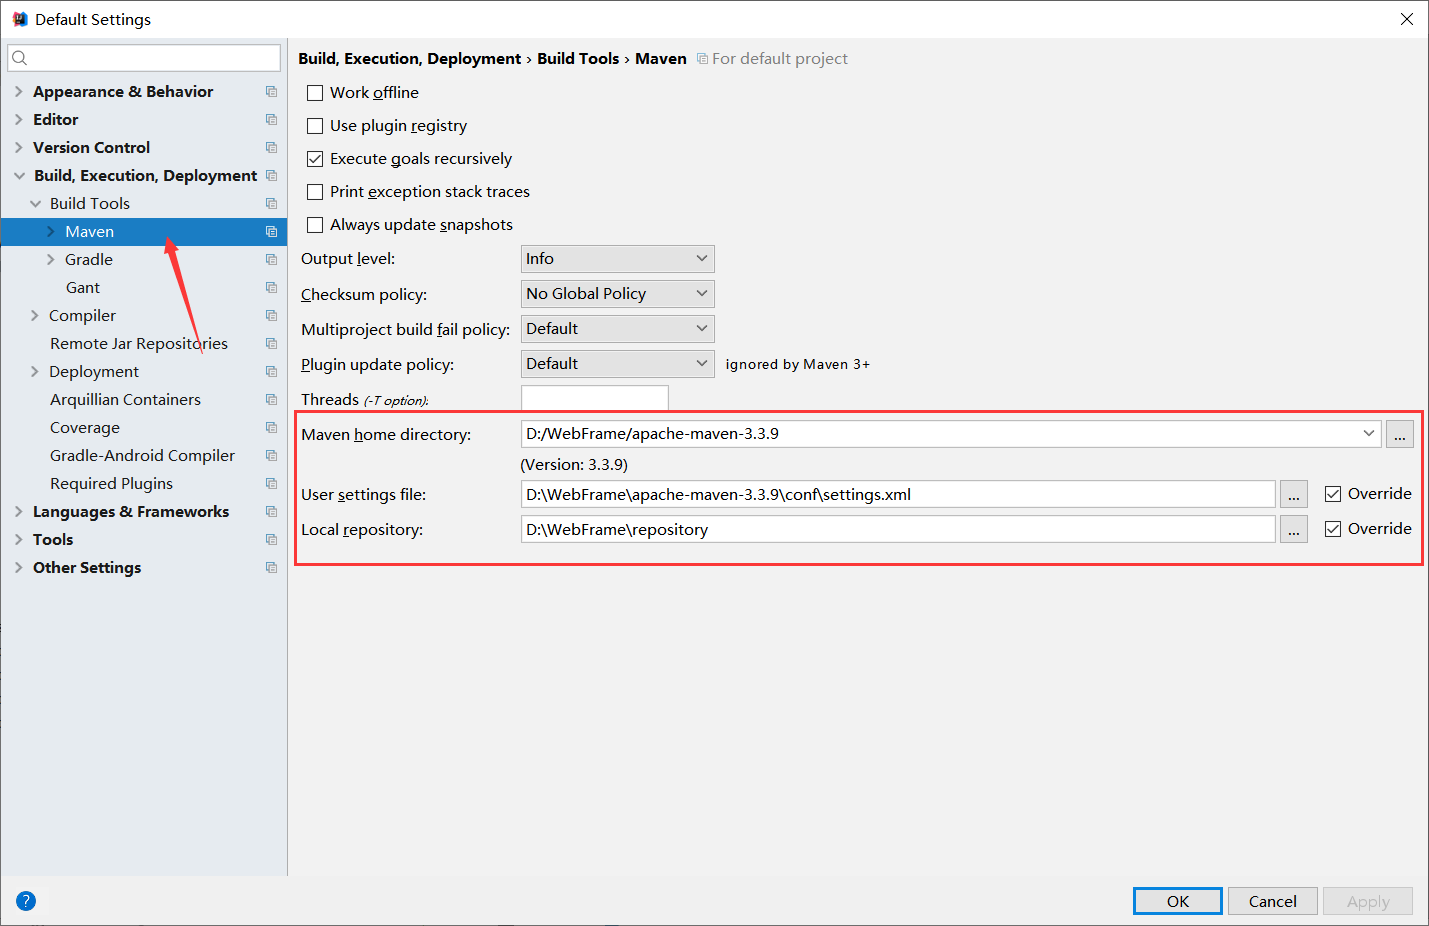 Default Settings
Appearance & Behavior
Editor
Version Control
Build, Execution, Deployment
Build Tools
Maven
Gradle
Gant
Compiler
Remote Jar Repositories
Deployment
Arquillian Containers
Coverage
Gradle-Android Compiler
Required Plugins
Languages & Frameworks
Tools
Other Settings
Build, Execution, Deployment › Build Tools › Maven For default project
Work offline
Use plugin registry
Execute goals recursively
Print exception stack traces
Always update snapshots
Output level: Info
Checksum policy: No Global Policy
Multiproject build fail policy: Default
Plugin update policy: Default ignored by Maven 3+
Threads (-T option):
Maven home directory: D:/WebFrame/apache-maven-3.3.9 ...
(Version: 3.3.9)
User settings file: D:\WebFrame\apache-maven-3.3.9\conf\settings.xml ... Override
Local repository: D:\WebFrame\repository ... Override
? OK Cancel Apply